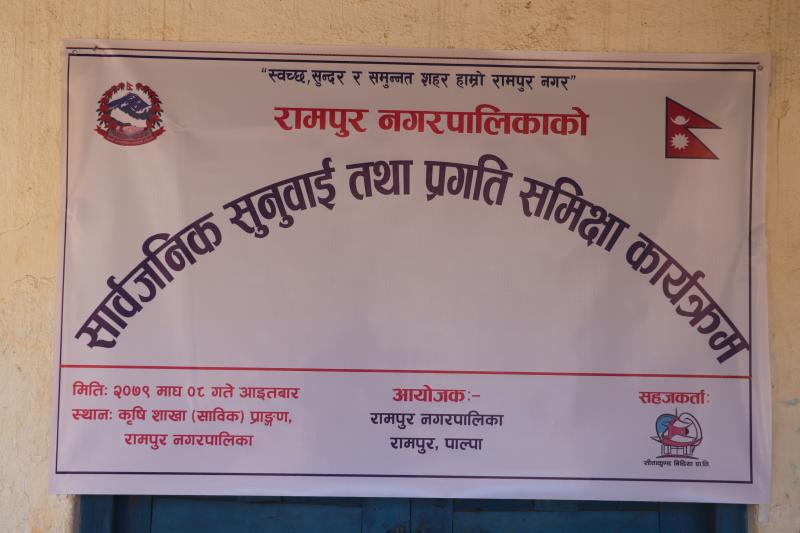 "स्वच्छ, सुन्दर र समुन्नत शहर हाम्रो रामपुर नगर"
रामपुर नगरपालिकाको
सार्वजनिक सुनुवाई तथा प्रगति समिक्षा कार्यक्रम
मितिः २०७९ माघ ०८ गते आइतबार
स्थानः कृषि शाखा (साविक) प्राङ्गण,
रामपुर नगरपालिका
आयोजकः-
रामपुर नगरपालिका
रामपुर, पाल्पा
सहजकर्ताः
सीताकुण्ड मिडिया प्रा.लि.